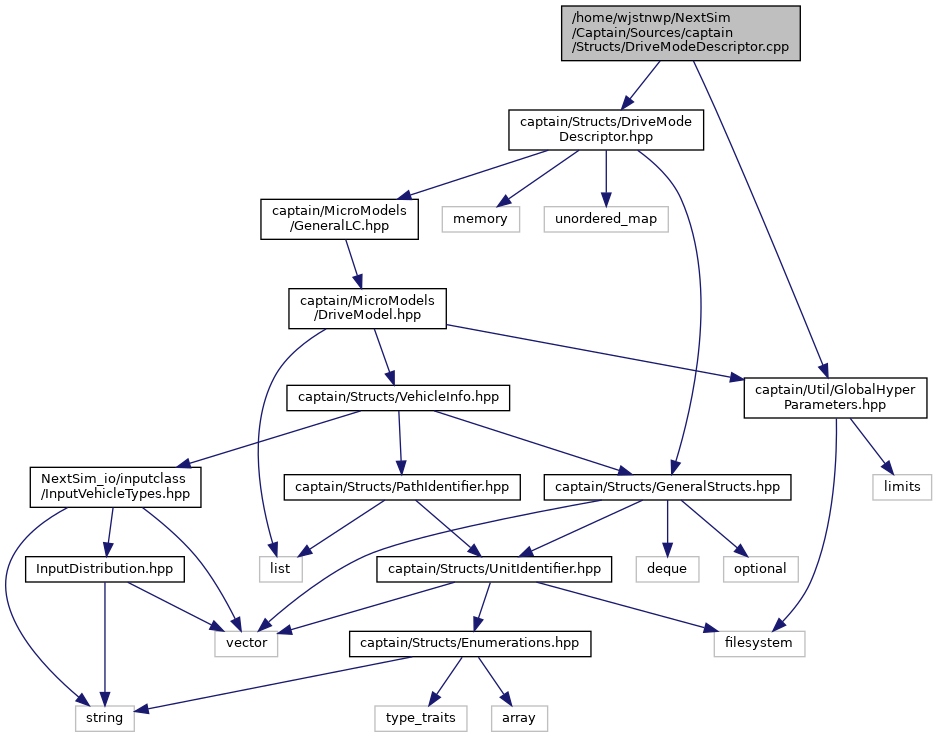 /home/wjstnwp/NextSim
/Captain/Sources/captain
/Structs/DriveModeDescriptor.cpp
captain/Structs/DriveMode
Descriptor.hpp
captain/MicroModels
/GeneralLC.hpp
memory
unordered_map
captain/MicroModels
/DriveModel.hpp
captain/Util/GlobalHyper
Parameters.hpp
captain/Structs/VehicleInfo.hpp
NextSim_io/inputclass
/InputVehicleTypes.hpp
captain/Structs/PathIdentifier.hpp
captain/Structs/GeneralStructs.hpp
limits
InputDistribution.hpp
list
captain/Structs/UnitIdentifier.hpp
deque
optional
vector
captain/Structs/Enumerations.hpp
filesystem
string
type_traits
array